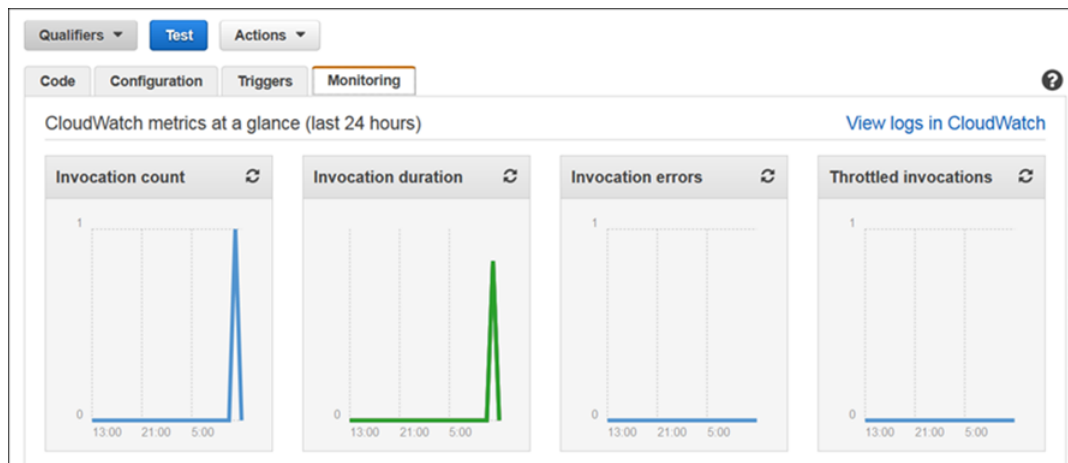 Qualifiers Test Actions
Code Configuration Triggers Monitoring ?
CloudWatch metrics at a glance (last 24 hours) View logs in CloudWatch
Invocation count Invocation duration Invocation errors Throttled invocations
1 1 1
0 0 0 0
13:00 21:00 5:00 13:00 21:00 5:00 13:00 21:00 5:00 13:00 21:00 5:00